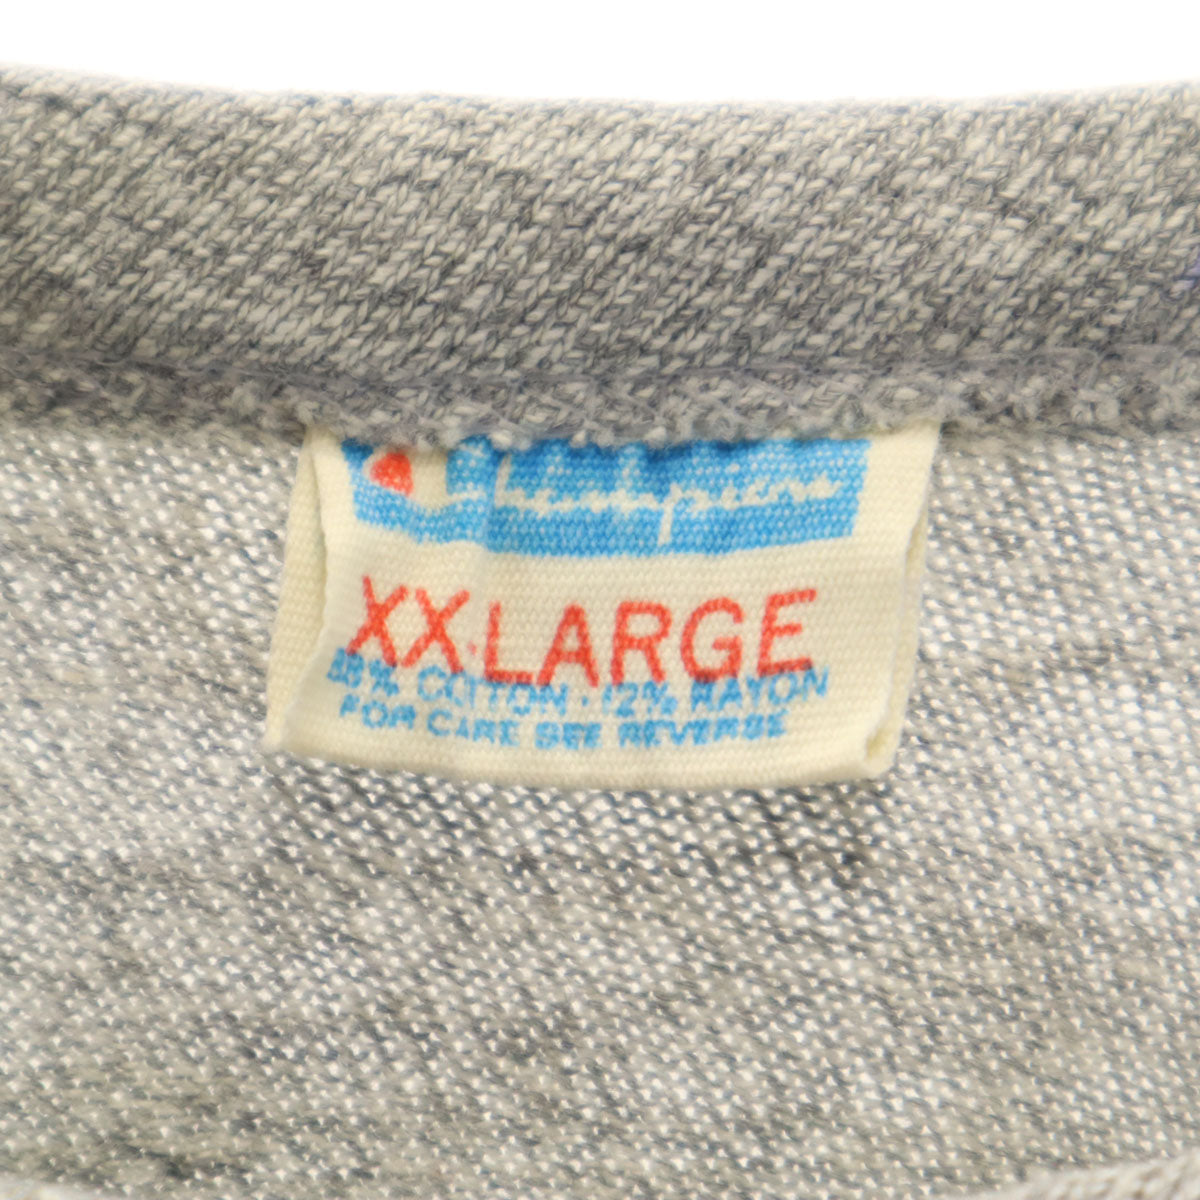 Champion
XX-LARGE
88% COTTON · 12% RAYON
FOR CARE SEE REVERSE